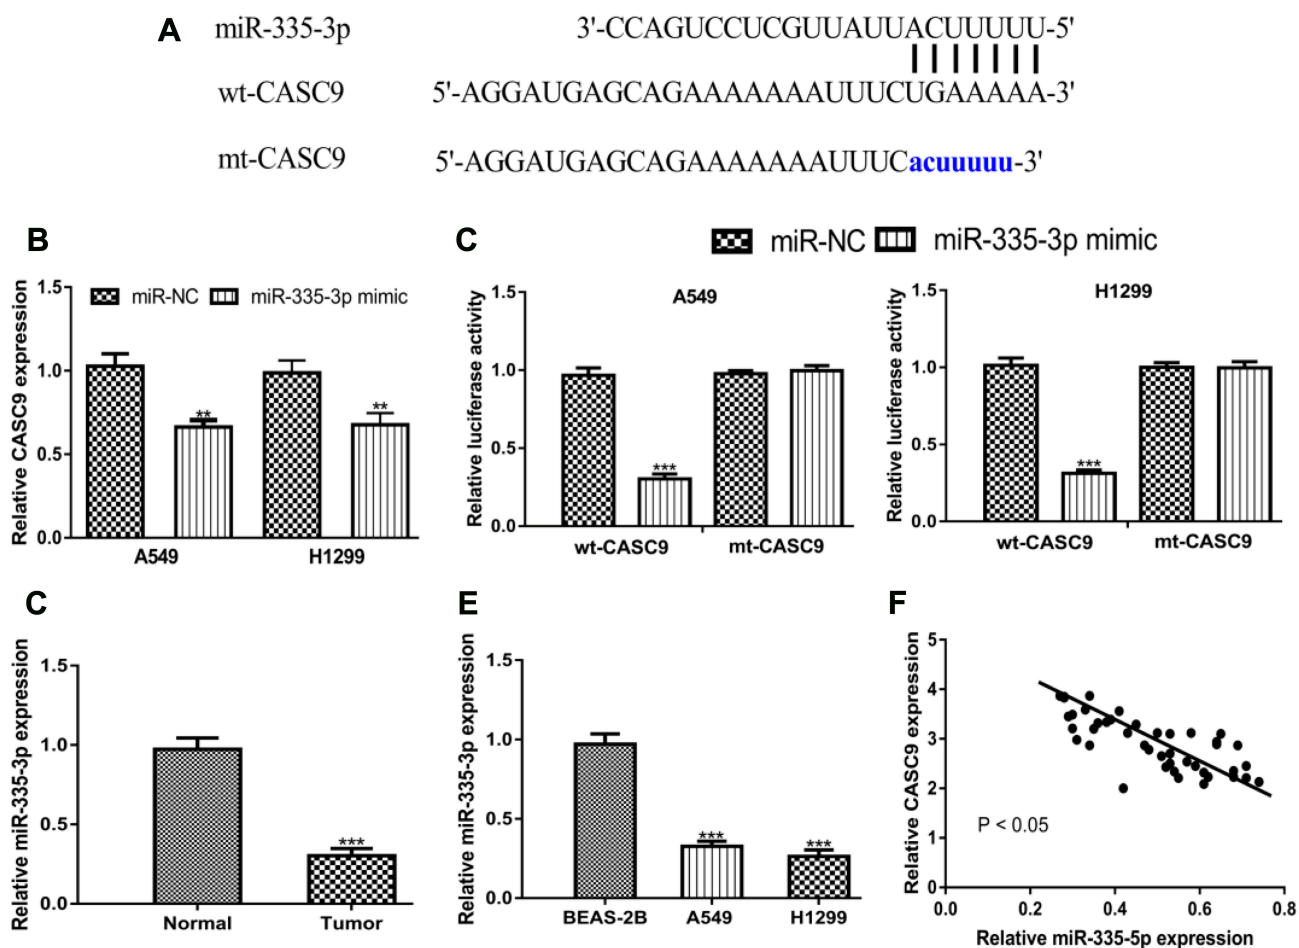 A
miR-335-3p 3'-CCAGUCCUCGUUAUUACUUUUU-5'
wt-CASC9 5'-AGGAUGAGCAGAAAAAAAUUUCUGAAAAA-3'
mt-CASC9 5'-AGGAUGAGCAGAAAAAAAUUUCacuuuuu-3'
B
Relative CASC9 expression
miR-NC miR-335-3p mimic
1.5
1.0
0.5
0.0
** **
A549 H1299
C
miR-NC miR-335-3p mimic
Relative luciferase activity
A549
1.5
1.0
0.5
0.0
***
wt-CASC9 mt-CASC9
Relative luciferase activity
H1299
1.5
1.0
0.5
0.0
***
wt-CASC9 mt-CASC9
C
Relative miR-335-3p expression
1.5
1.0
0.5
0.0
***
Normal Tumor
E
Relative miR-335-3p expression
1.5
1.0
0.5
0.0
*** ***
BEAS-2B A549 H1299
F
Relative CASC9 expression
5
4
3
2
1
0
P < 0.05
0.0 0.2 0.4 0.6 0.8
Relative miR-335-5p expression